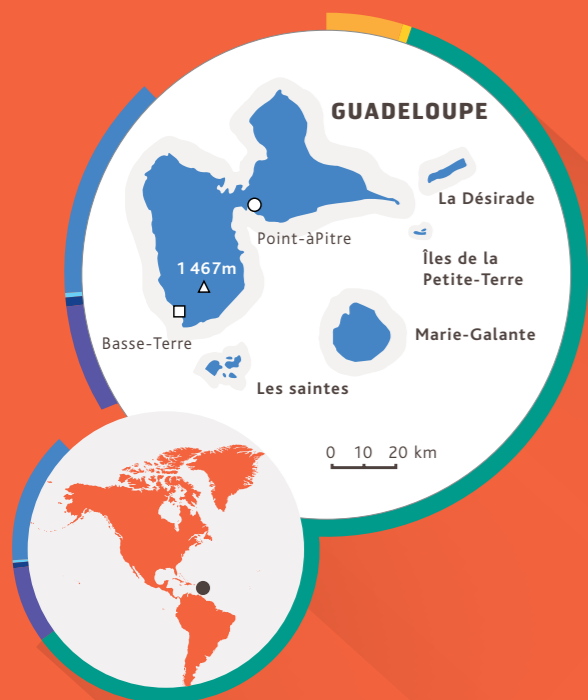 GUADELOUPE
La Désirade
Point-àPitre
Îles de la
Petite-Terre
1 467m
Marie-Galante
Basse-Terre
Les saintes
0 10 20 km